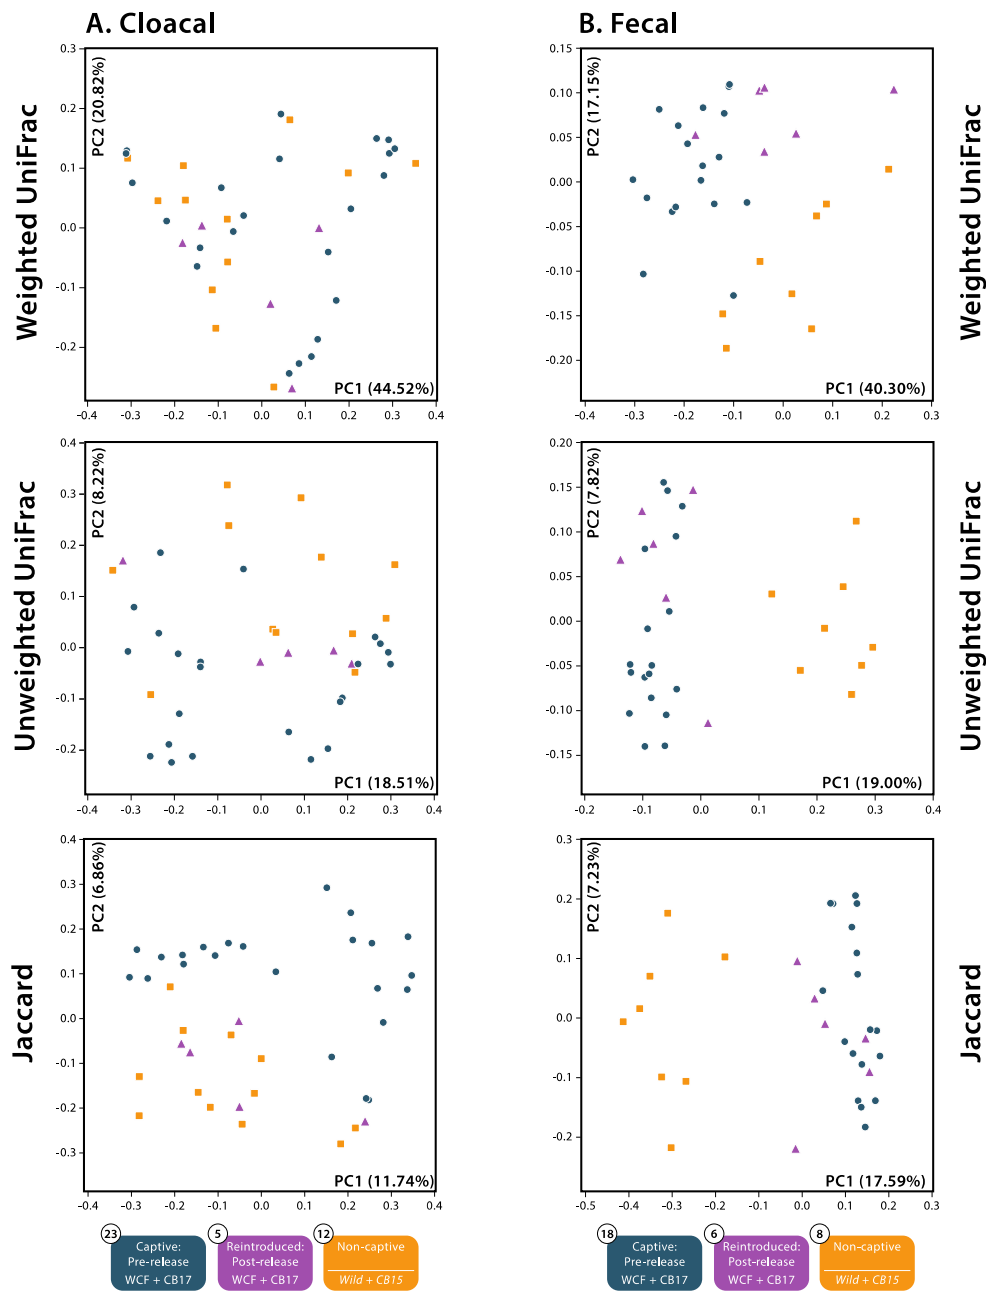 A. Cloacal
B. Fecal
Weighted UniFrac
PC2 (20.82%)
0.3
0.2
0.1
0.0
-0.1
-0.2
PC1 (44.52%)
-0.4 -0.3 -0.2 -0.1 0.0 0.1 0.2 0.3 0.4
PC2 (17.15%)
0.15
0.10
0.05
0.00
-0.05
-0.10
-0.15
-0.20
PC1 (40.30%)
-0.4 -0.3 -0.2 -0.1 0.0 0.1 0.2 0.3
Weighted UniFrac
Unweighted UniFrac
PC2 (8.22%)
0.4
0.3
0.2
0.1
0.0
-0.1
-0.2
PC1 (18.51%)
-0.4 -0.3 -0.2 -0.1 0.0 0.1 0.2 0.3 0.4
PC2 (7.82%)
0.20
0.15
0.10
0.05
0.00
-0.05
-0.10
-0.15
PC1 (19.00%)
-0.2 -0.1 0.0 0.1 0.2 0.3 0.4
Unweighted UniFrac
Jaccard
PC2 (6.86%)
0.4
0.3
0.2
0.1
0.0
-0.1
-0.2
-0.3
PC1 (11.74%)
-0.4 -0.3 -0.2 -0.1 0.0 0.1 0.2 0.3 0.4
PC2 (7.23%)
0.3
0.2
0.1
0.0
-0.1
-0.2
PC1 (17.59%)
-0.5 -0.4 -0.3 -0.2 -0.1 0.0 0.1 0.2 0.3
Jaccard
23
Captive:
Pre-release
WCF + CB17
5
Reintroduced:
Post-release
WCF + CB17
12
Non-captive
Wild + CB15
18
Captive:
Pre-release
WCF + CB17
6
Reintroduced:
Post-release
WCF + CB17
8
Non-captive
Wild + CB15